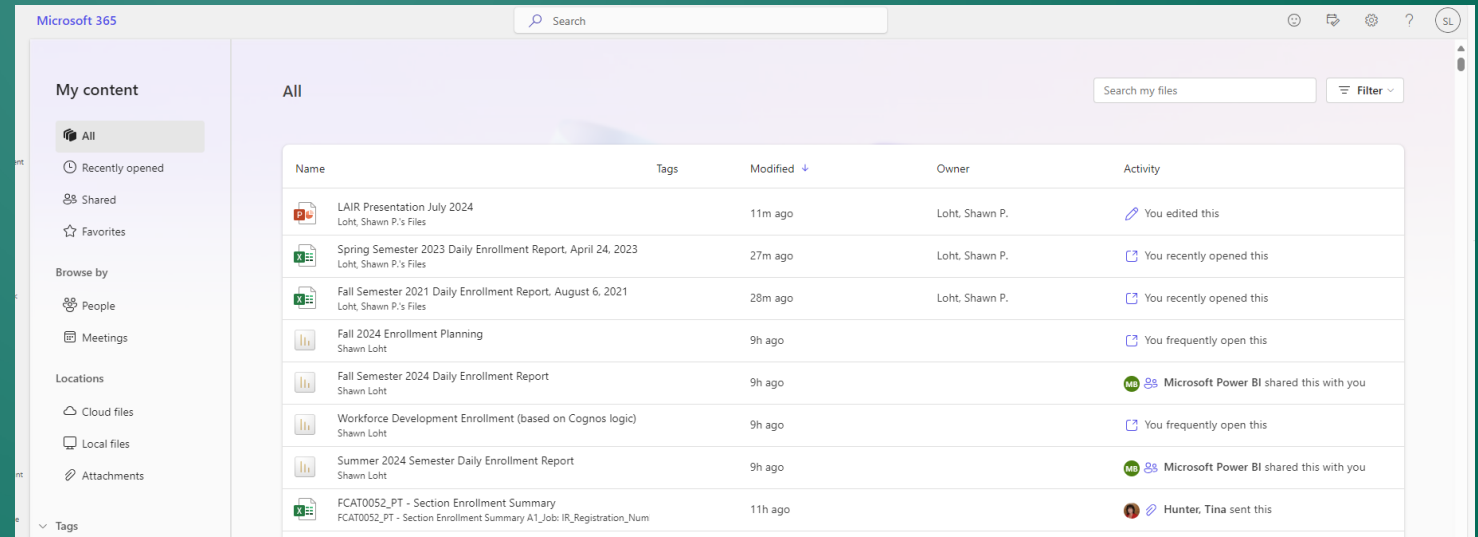 Microsoft 365
Search
SL
My content
All
Recently opened
Shared
Favorites
Browse by
People
Meetings
Locations
Cloud files
Local files
Attachments
Tags
All
Search my files
Filter
Name Tags Modified Owner Activity
LAIR Presentation July 2024
Loht, Shawn P.'s Files
11m ago Loht, Shawn P. You edited this
Spring Semester 2023 Daily Enrollment Report, April 24, 2023
Loht, Shawn P.'s Files
27m ago Loht, Shawn P. You recently opened this
Fall Semester 2021 Daily Enrollment Report, August 6, 2021
Loht, Shawn P.'s Files
28m ago Loht, Shawn P. You recently opened this
Fall 2024 Enrollment Planning
Shawn Loht
9h ago You frequently open this
Fall Semester 2024 Daily Enrollment Report
Shawn Loht
9h ago MB Microsoft Power BI shared this with you
Workforce Development Enrollment (based on Cognos logic)
Shawn Loht
9h ago You frequently open this
Summer 2024 Semester Daily Enrollment Report
Shawn Loht
9h ago MB Microsoft Power BI shared this with you
FCAT0052_PT - Section Enrollment Summary
FCAT0052_PT - Section Enrollment Summary A1_Job: IR_Registration_Num
11h ago Hunter, Tina sent this